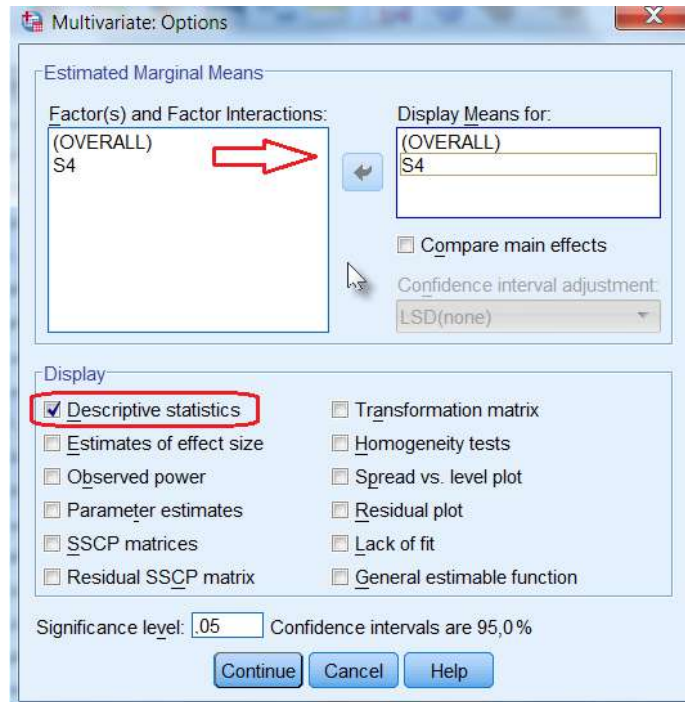 Multivariate: Options
X
Estimated Marginal Means
Factor(s) and Factor Interactions:
(OVERALL)
S4
Display Means for:
(OVERALL)
S4
Compare main effects
Confidence interval adjustment:
LSD(none)
Display
Descriptive statistics
Transformation matrix
Estimates of effect size
Homogeneity tests
Observed power
Spread vs. level plot
Parameter estimates
Residual plot
SSCP matrices
Lack of fit
Residual SSCP matrix
General estimable function
Significance level: .05 Confidence intervals are 95,0%
Continue Cancel Help